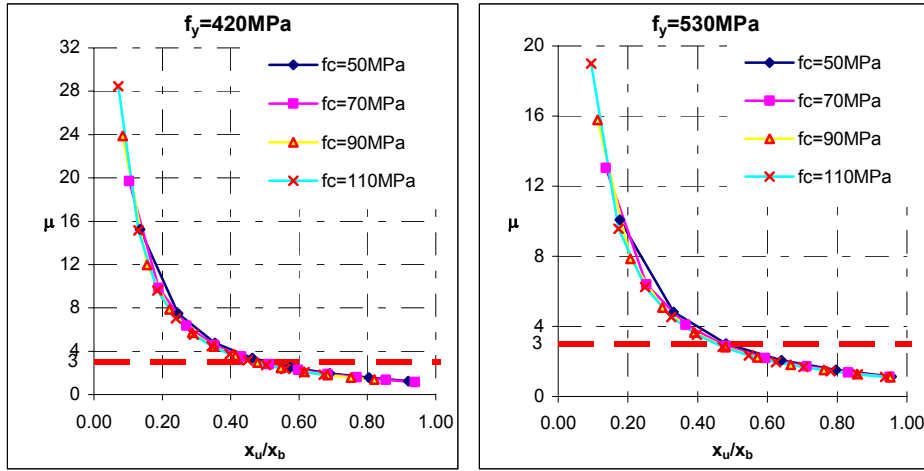 fy=420MPa
32
28
24
20
16
12
8
4
3
0
μ
fc=50MPa
fc=70MPa
fc=90MPa
fc=110MPa
0.00 0.20 0.40 0.60 0.80 1.00
xu/xb
fy=530MPa
20
16
12
8
4
3
0
μ
fc=50MPa
fc=70MPa
fc=90MPa
fc=110MPa
0.00 0.20 0.40 0.60 0.80 1.00
xu/xb